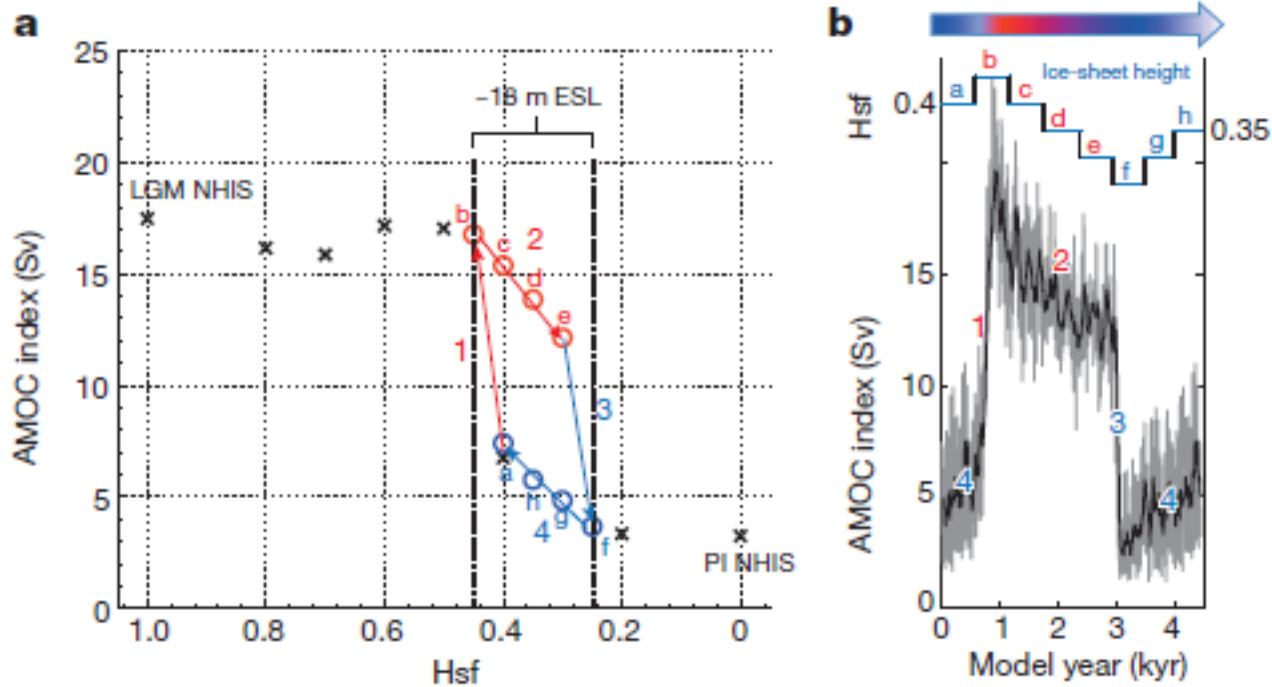 a
25
20
15
10
5
0
AMOC index (Sv)
−18 m ESL
LGM NHIS
b
c
2
d
e
1
3
a
h
g
4
f
PI NHIS
1.0 0.8 0.6 0.4 0.2 0
Hsf
b
b
Ice-sheet height
a
c
h
0.4
d
0.35
e
g
f
Hsf
15
10
5
0
AMOC index (Sv)
2
1
3
4
4
0 1 2 3 4
Model year (kyr)